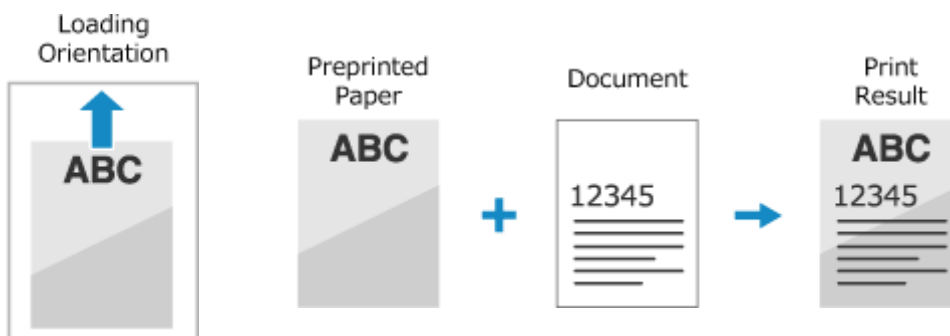 Loading
Orientation
ABC
Preprinted
Paper
ABC
Document
12345
Print
Result
ABC
12345